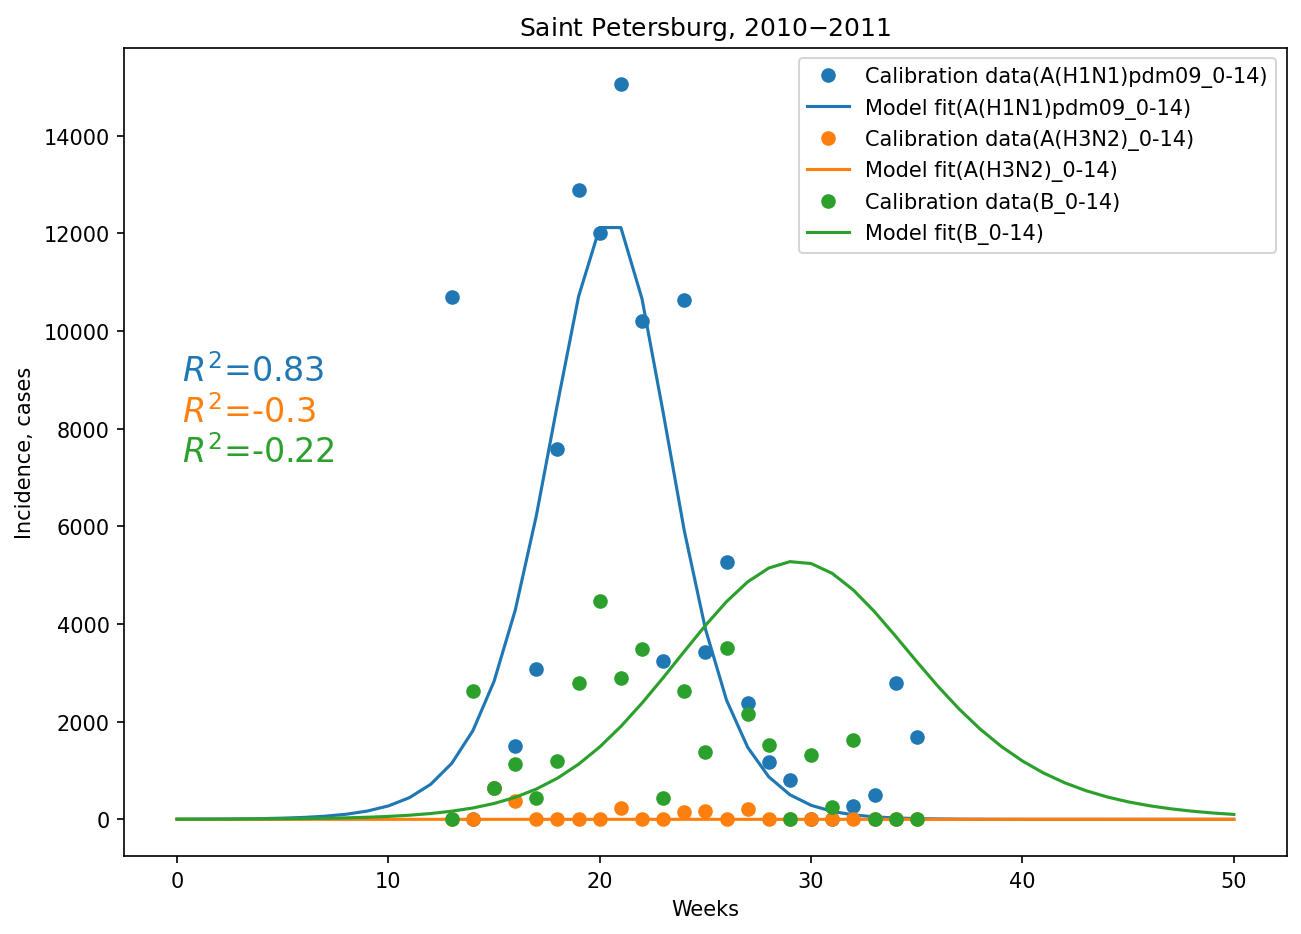 Saint Petersburg, 2010−2011
Calibration data(A(H1N1)pdm09_0-14)
Model fit(A(H1N1)pdm09_0-14)
Calibration data(A(H3N2)_0-14)
Model fit(A(H3N2)_0-14)
Calibration data(B_0-14)
Model fit(B_0-14)
14000
12000
10000
8000
6000
4000
2000
0
Incidence, cases
R²=0.83
R²=-0.3
R²=-0.22
0 10 20 30 40 50
Weeks